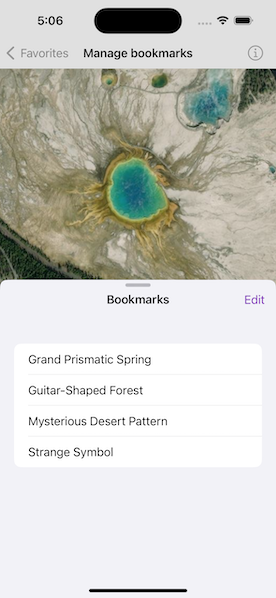 5:06
Favorites
Manage bookmarks
Bookmarks
Edit
Grand Prismatic Spring
Guitar-Shaped Forest
Mysterious Desert Pattern
Strange Symbol